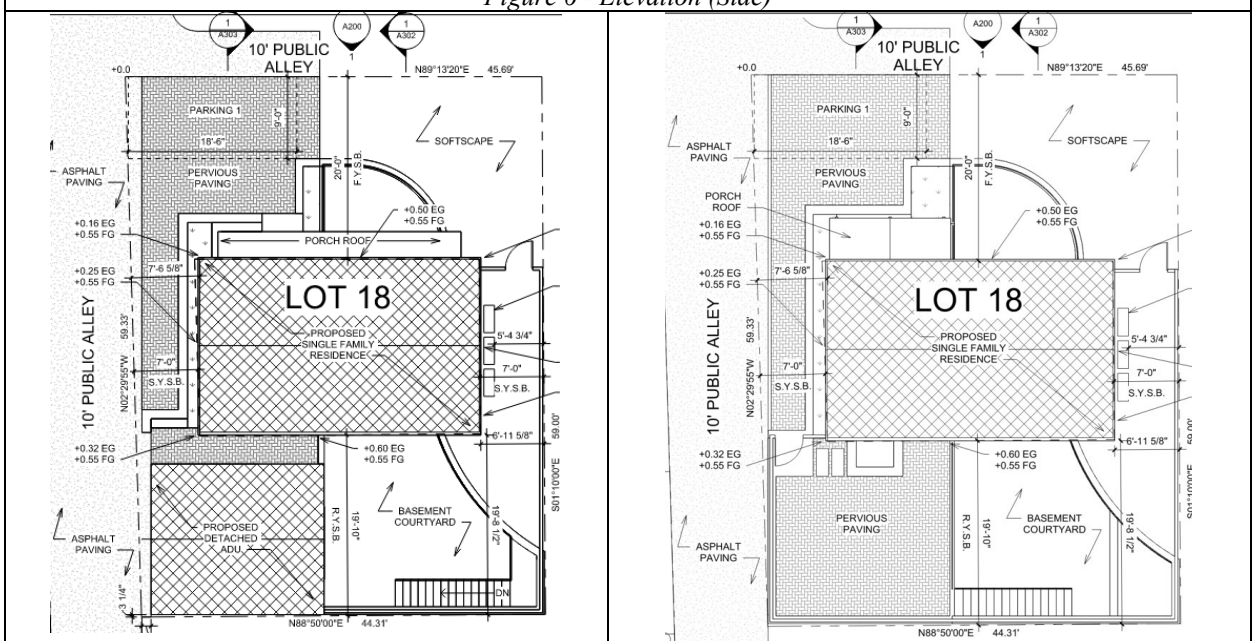 Figure 6 - Elevation (Side)
1
A303
A200
1
1
A302
10' PUBLIC
ALLEY
+0.0
N89°13'20"E 45.69'
PARKING 1
9'-0"
18'-6"
20'-0"
F.Y.S.B.
SOFTSCAPE
ASPHALT
PAVING
PERVIOUS
PAVING
+0.16 EG
+0.55 FG
+0.50 EG
+0.55 FG
PORCH ROOF
+0.25 EG
+0.55 FG
7'-6 5/8"
LOT 18
PROPOSED
SINGLE FAMILY
RESIDENCE
5'-4 3/4"
10' PUBLIC ALLEY
N02°29'55"W 59.33'
7'-0"
S.Y.S.B.
7'-0"
S.Y.S.B.
+0.32 EG
+0.55 FG
+0.60 EG
+0.55 FG
6'-11 5/8"
59.00'
S01°10'00"E
PROPOSED
DETACHED
ADU
R.Y.S.B.
19'-10"
BASEMENT
COURTYARD
19'-8 1/2"
ASPHALT
PAVING
DN
3 1/4"
N88°50'00"E 44.31'
1
A303
A200
1
1
A302
10' PUBLIC
ALLEY
+0.0
N89°13'20"E 45.69'
PARKING 1
9'-0"
18'-6"
20'-0"
F.Y.S.B.
SOFTSCAPE
ASPHALT
PAVING
PERVIOUS
PAVING
PORCH
ROOF
+0.16 EG
+0.55 FG
+0.50 EG
+0.55 FG
+0.25 EG
+0.55 FG
7'-6 5/8"
LOT 18
PROPOSED
SINGLE FAMILY
RESIDENCE
5'-4 3/4"
10' PUBLIC ALLEY
N02°29'55"W 59.33'
7'-0"
S.Y.S.B.
7'-0"
S.Y.S.B.
+0.32 EG
+0.55 FG
+0.60 EG
+0.55 FG
6'-11 5/8"
59.00'
S01°10'00"E
PERVIOUS
PAVING
R.Y.S.B.
19'-10"
BASEMENT
COURTYARD
19'-8 1/2"
ASPHALT
PAVING
N88°50'00"E 44.31'